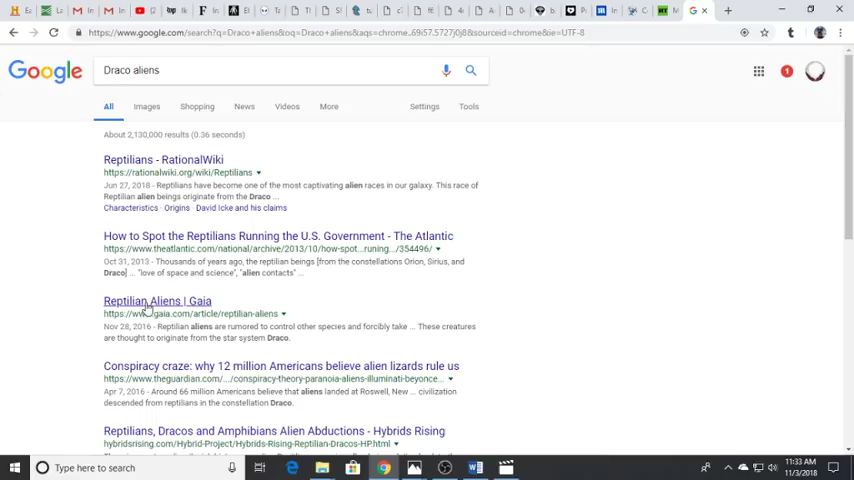 https://www.google.com/search?q=Draco+aliens&oq=Draco+aliens&aqs=chrome..69i57.5727j0j8&sourceid=chrome&ie=UTF-8
Google
Draco aliens
1
All Images Shopping News Videos More Settings Tools
About 2,130,000 results (0.36 seconds)
Reptilians - RationalWiki
https://rationalwiki.org/wiki/Reptilians
Jun 27, 2018 - Reptilians have become one of the most captivating alien races in our galaxy. This race of
Reptilian alien beings originate from the Draco ...
Characteristics · Origins · David Icke and his claims
How to Spot the Reptilians Running the U.S. Government - The Atlantic
https://www.theatlantic.com/national/archive/2013/10/how-spot...runing.../354496/
Oct 31, 2013 - Thousands of years ago, the reptilian beings [from the constellations Orion, Sirius, and
Draco] ... "love of space and science", "alien contacts" ...
Reptilian Aliens | Gaia
https://www.gaia.com/article/reptilian-aliens
Nov 28, 2016 - Reptilian aliens are rumored to control other species and forcibly take ... These creatures
are thought to originate from the star system Draco.
Conspiracy craze: why 12 million Americans believe alien lizards rule us
https://www.theguardian.com/.../conspiracy-theory-paranoia-aliens-illuminati-beyonce...
Apr 7, 2016 - Around 66 million Americans believe that aliens landed at Roswell, New ... civilization
descended from reptilians in the constellation Draco.
Reptilians, Dracos and Amphibians Alien Abductions - Hybrids Rising
hybridsrising.com/Hybrid-Project/Hybrids-Rising-Reptilian-Dracos-HP.html
Type here to search
11:33 AM
11/3/2018